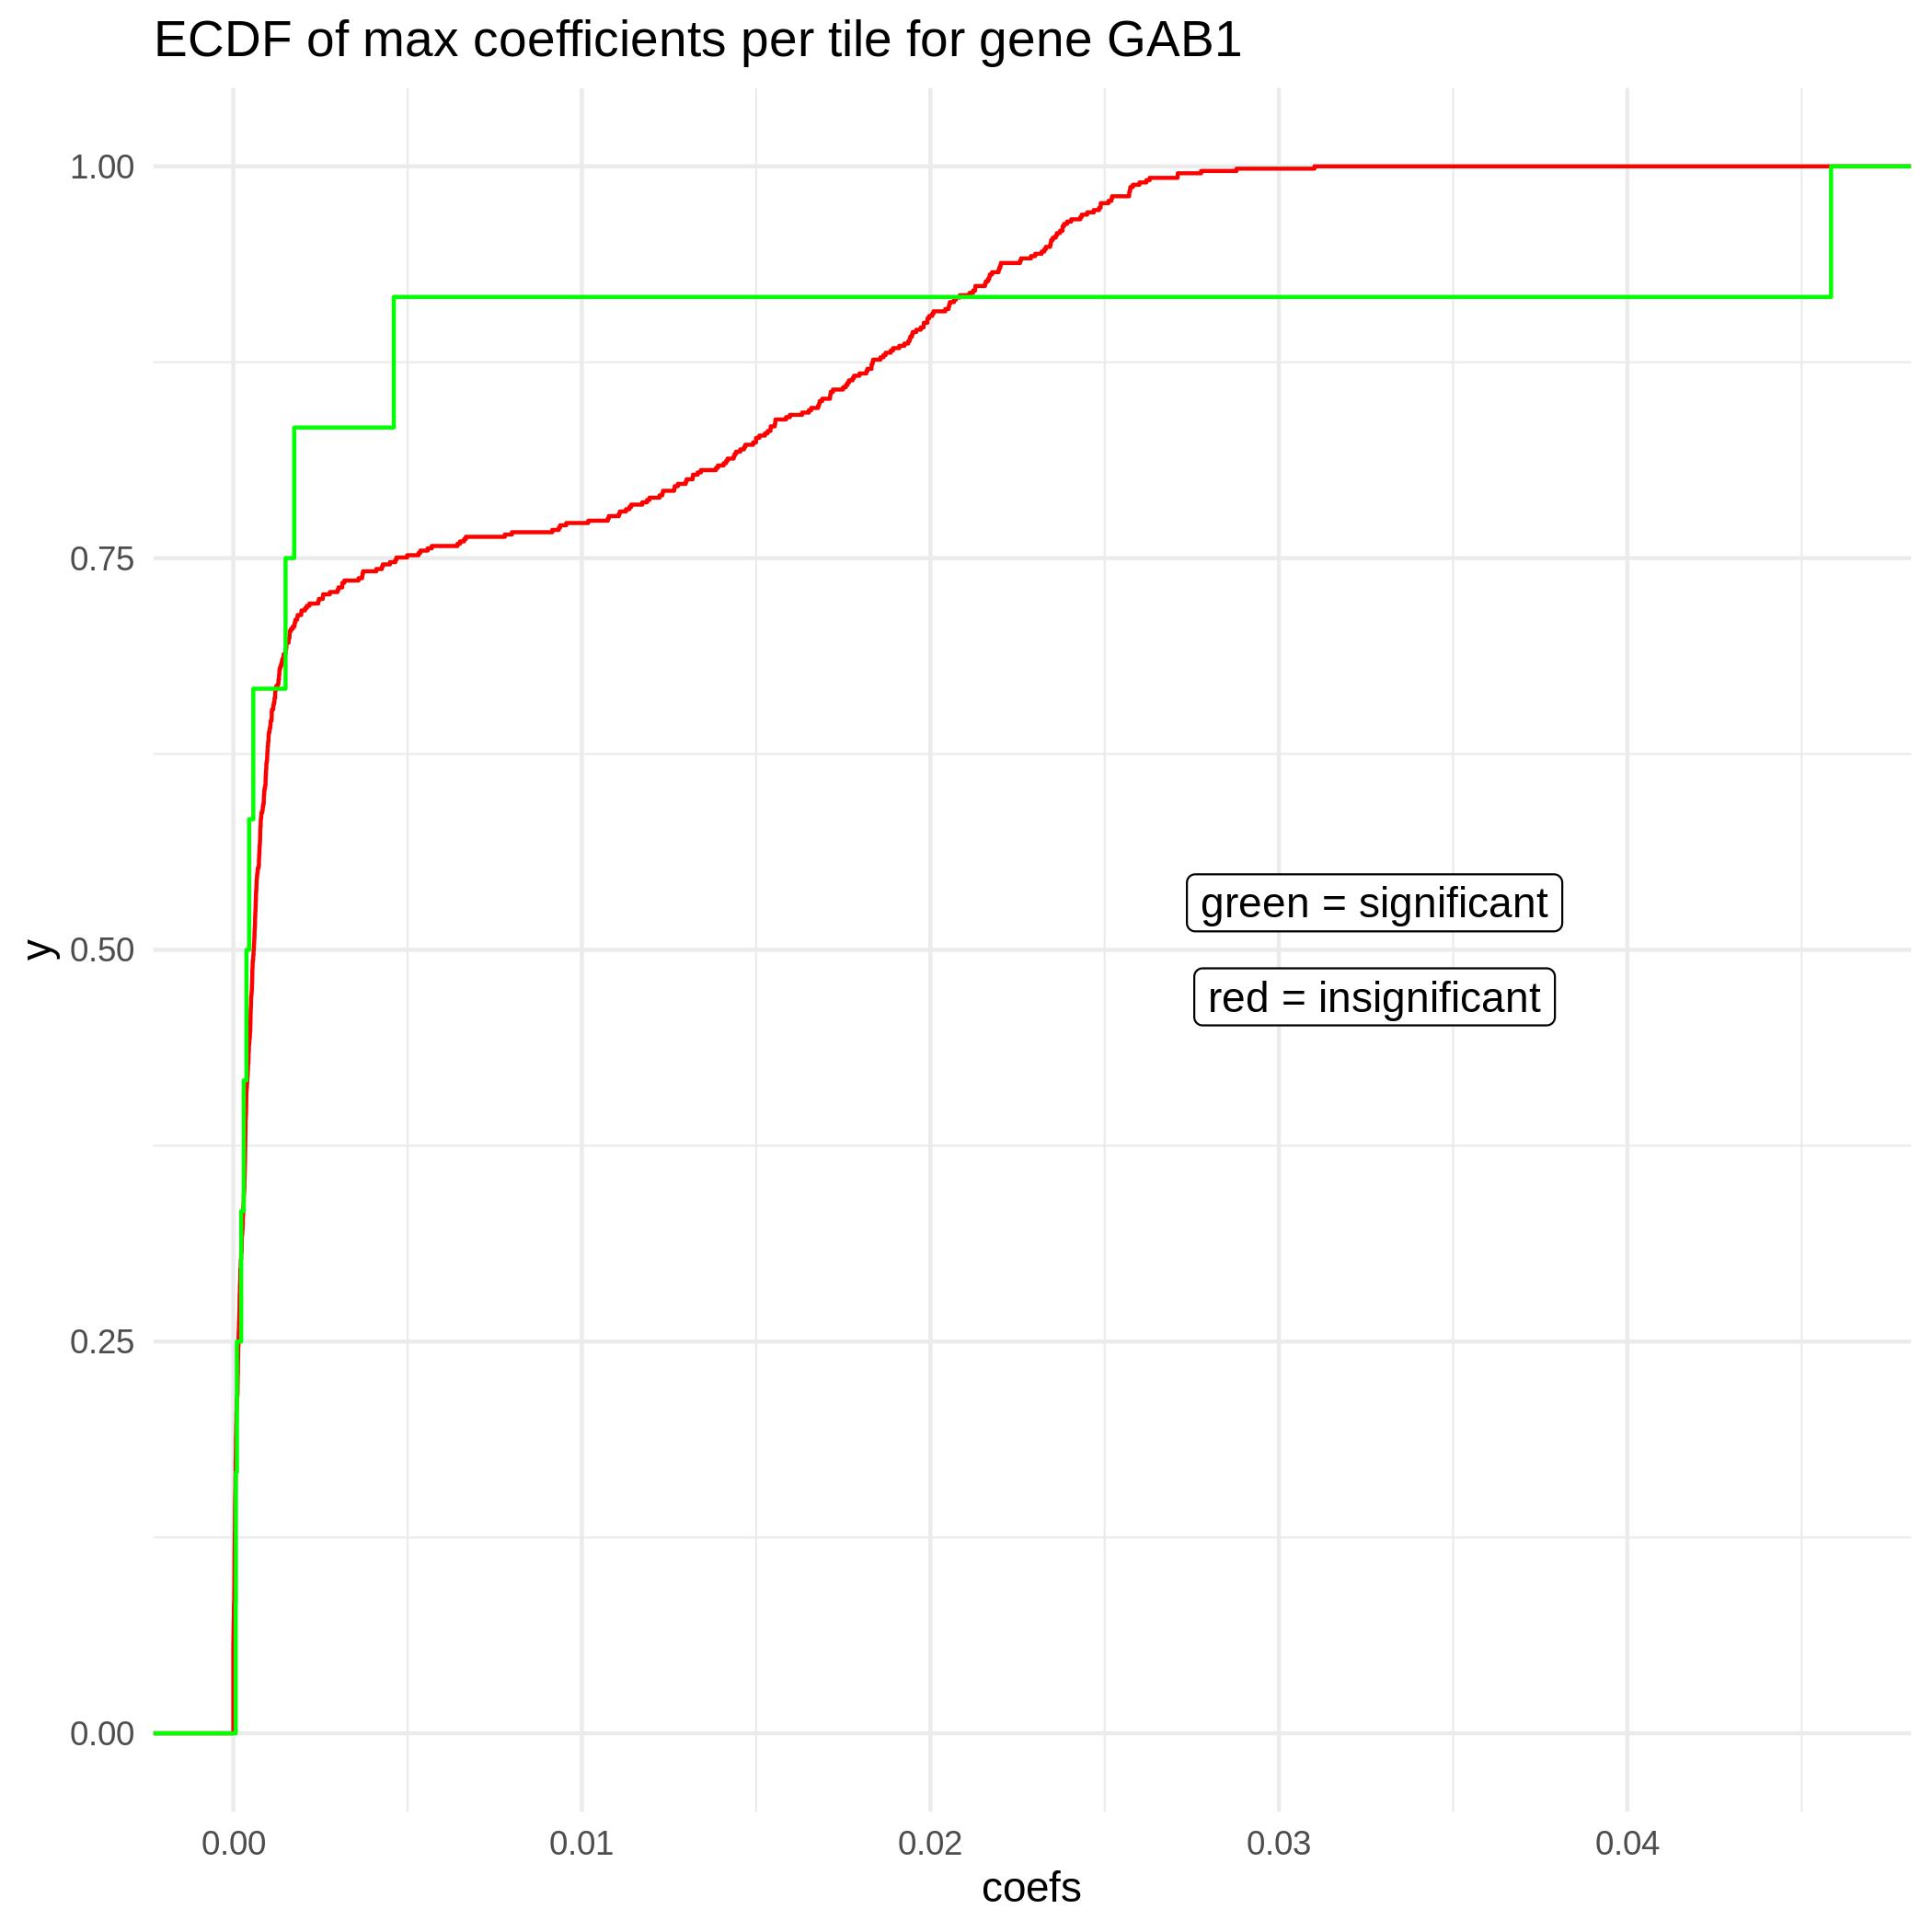 ECDF of max coefficients per tile for gene GAB1
1.00
0.75
0.50
0.25
0.00
y
green = significant
red = insignificant
0.00 0.01 0.02 0.03 0.04
coefs